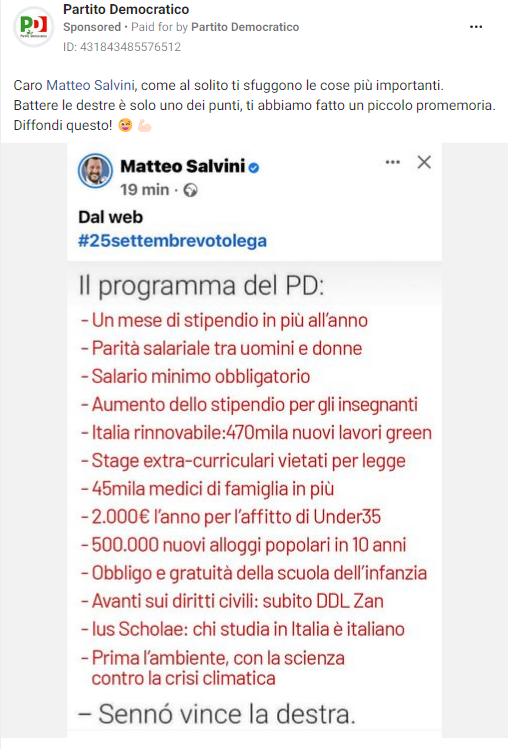 Partito Democratico
Sponsored • Paid for by Partito Democratico
ID: 431843485576512
Caro Matteo Salvini, come al solito ti sfuggono le cose più importanti.
Battere le destre è solo uno dei punti, ti abbiamo fatto un piccolo promemoria.
Diffondi questo! 😅 💪🏻
Matteo Salvini
19 min ·
Dal web
#25settembrevotolega
Il programma del PD:
- Un mese di stipendio in più all'anno
- Parità salariale tra uomini e donne
- Salario minimo obbligatorio
- Aumento dello stipendio per gli insegnanti
- Italia rinnovabile:470mila nuovi lavori green
- Stage extra-curriculari vietati per legge
- 45mila medici di famiglia in più
- 2.000€ l'anno per l'affitto di Under35
- 500.000 nuovi alloggi popolari in 10 anni
- Obbligo e gratuità della scuola dell'infanzia
- Avanti sui diritti civili: subito DDL Zan
- Ius Scholae: chi studia in Italia è italiano
- Prima l'ambiente, con la scienza
contro la crisi climatica
– Sennó vince la destra.